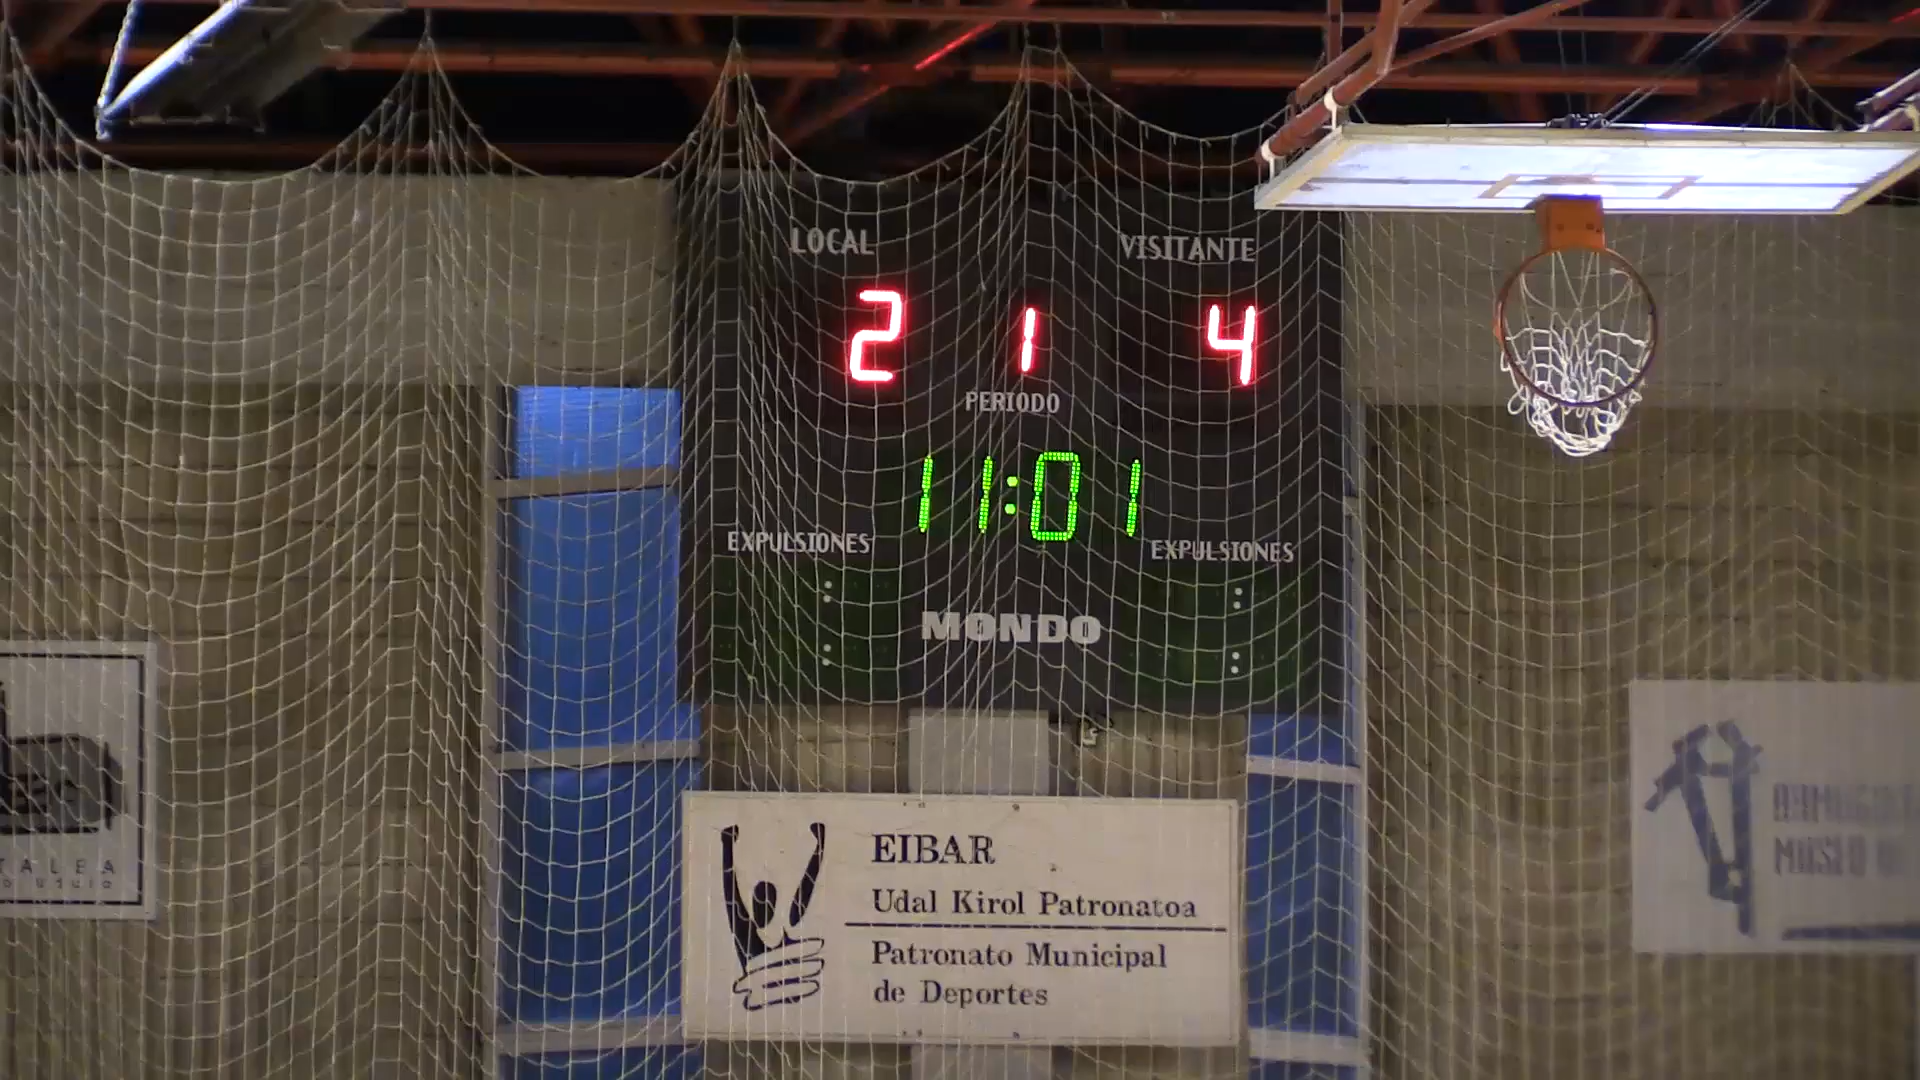 LOCAL
VISITANTE
2
1
4
PERIODO
11:01
EXPULSIONES
EXPULSIONES
MONDO
EIBAR
Udal Kirol Patronatoa
Patronato Municipal
de Deportes
TALEA